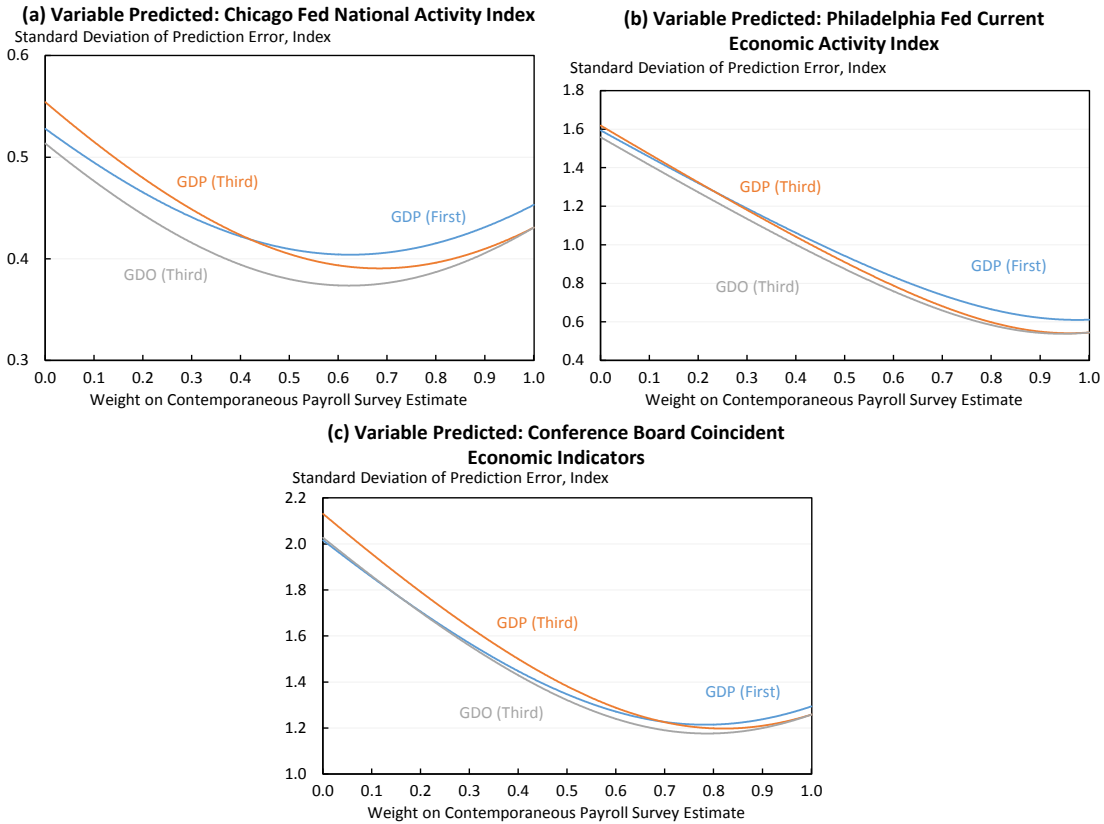 (a) Variable Predicted: Chicago Fed National Activity Index
Standard Deviation of Prediction Error, Index
0.6
0.5
0.4
0.3
GDP (Third)
GDP (First)
GDO (Third)
0.0 0.1 0.2 0.3 0.4 0.5 0.6 0.7 0.8 0.9 1.0
Weight on Contemporaneous Payroll Survey Estimate
(b) Variable Predicted: Philadelphia Fed Current
Economic Activity Index
Standard Deviation of Prediction Error, Index
1.8
1.6
1.4
1.2
1.0
0.8
0.6
0.4
GDP (Third)
GDP (First)
GDO (Third)
0.0 0.1 0.2 0.3 0.4 0.5 0.6 0.7 0.8 0.9 1.0
Weight on Contemporaneous Payroll Survey Estimate
(c) Variable Predicted: Conference Board Coincident
Economic Indicators
Standard Deviation of Prediction Error, Index
2.2
2.0
1.8
1.6
1.4
1.2
1.0
GDP (Third)
GDP (First)
GDO (Third)
0.0 0.1 0.2 0.3 0.4 0.5 0.6 0.7 0.8 0.9 1.0
Weight on Contemporaneous Payroll Survey Estimate